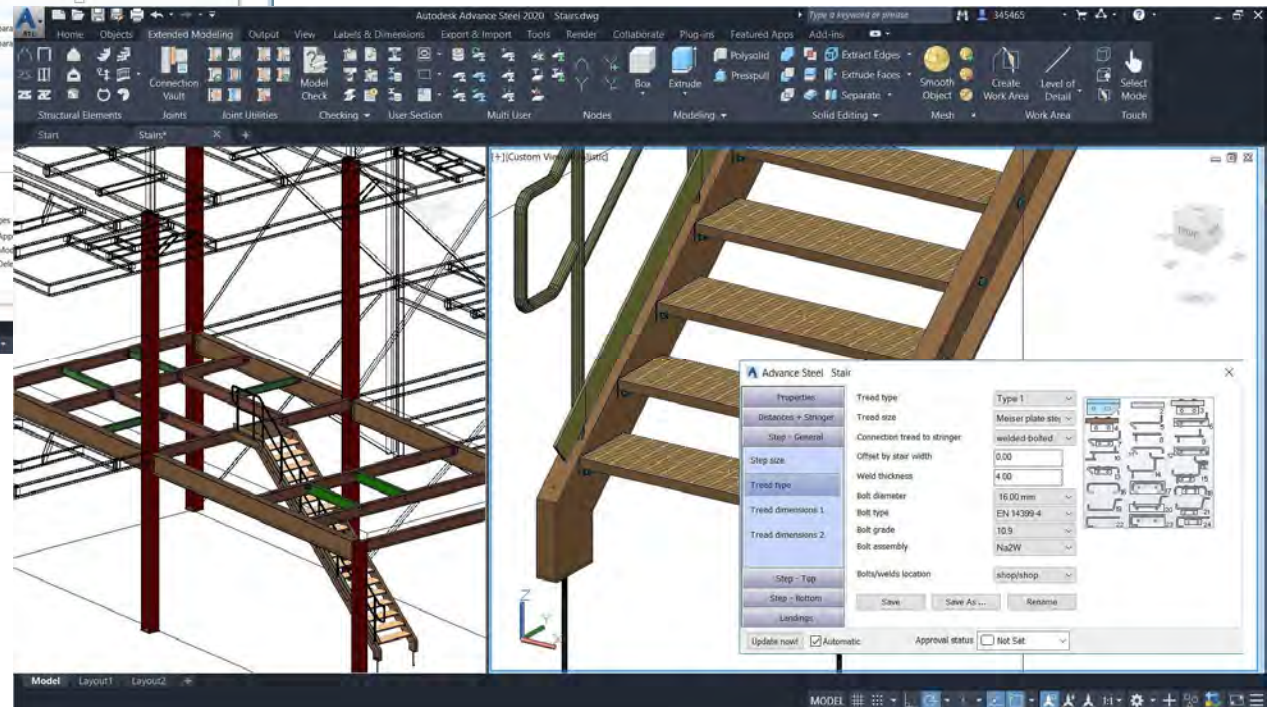 Autodesk Advance Steel 2020 Stairs.dwg
Type a keyword or phrase
345465
Home Objects Extended Modeling Output View Labels & Dimensions Export & Import Tools Render Collaborate Plug-ins Featured Apps Add-ins
Connection Vault
Model Check
Box
Extrude
Polysolid
Presspull
Extract Edges
Extrude Faces
Separate
Smooth Object
Create Work Area
Level of Detail
Select Mode
Structural Elements Joints Joint Utilities Checking User Section Multi User Nodes Modeling Solid Editing Mesh Work Area Touch
Start Stairs*
Advance Steel Stair
Properties
Distances + Stringer
Step - General
Step size
Tread type
Tread dimensions 1
Tread dimensions 2
Step - Top
Step - Bottom
Landings
Tread type Type 1
Tread size Meiser plate step
Connection tread to stringer welded-bolted
Offset by stair width 0.00
Weld thickness 4.00
Bolt diameter 16.00 mm
Bolt type EN 14399-4
Bolt grade 10.9
Bolt assembly Na2W
Bolts/welds location shop/shop
Save Save As ... Rename
Update now! Automatic Approval status Not Set
Z
Y
Model Layout1 Layout2
MODEL 1:1